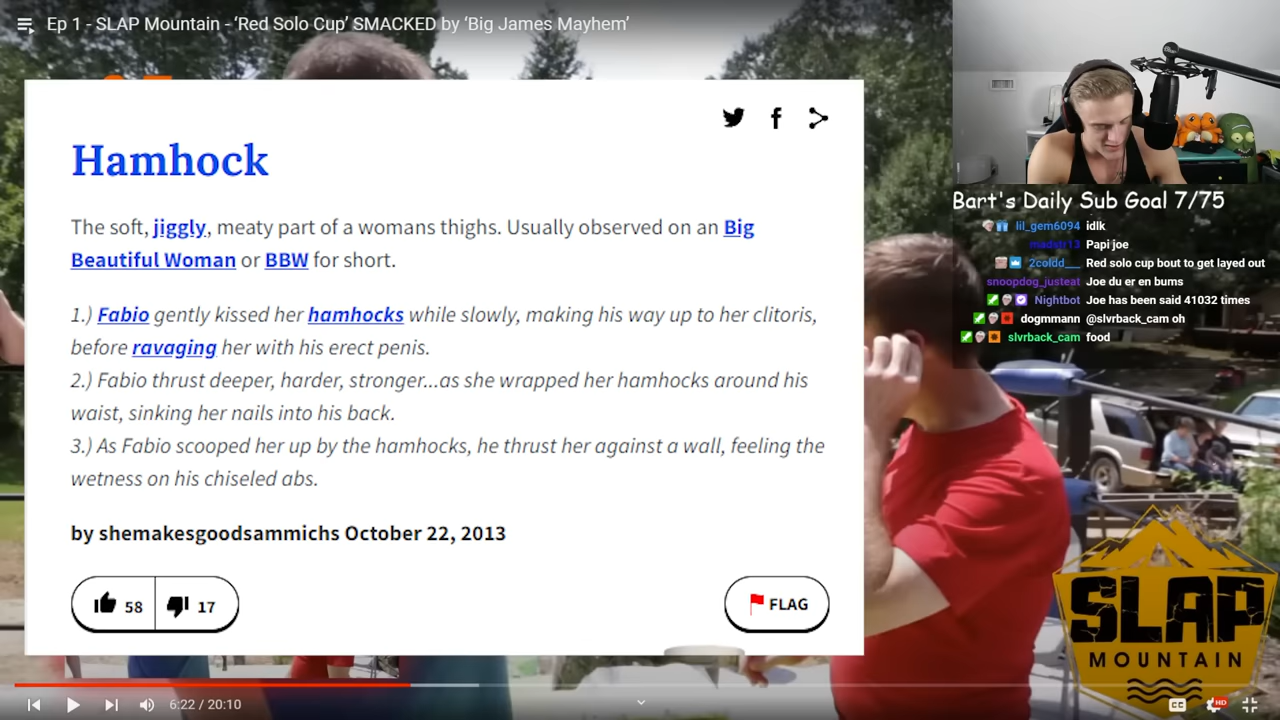 Ep 1 - SLAP Mountain - ‘Red Solo Cup’ SMACKED by ‘Big James Mayhem’
Hamhock
The soft, jiggly, meaty part of a womans thighs. Usually observed on an Big
Beautiful Woman or BBW for short.
1.) Fabio gently kissed her hamhocks while slowly, making his way up to her clitoris,
before ravaging her with his erect penis.
2.) Fabio thrust deeper, harder, stronger...as she wrapped her hamhocks around his
waist, sinking her nails into his back.
3.) As Fabio scooped her up by the hamhocks, he thrust her against a wall, feeling the
wetness on his chiseled abs.
by shemakesgoodsammichs October 22, 2013
58 17
FLAG
Bart's Daily Sub Goal 7/75
lil_gem6094 idlk
madstr13 Papi joe
2coldd___ Red solo cup bout to get layed out
snoopdog_justeat Joe du er en bums
Nightbot Joe has been said 41032 times
dogmmann @slvrback_cam oh
slvrback_cam food
SLAP
MOUNTAIN
6:22 / 20:10
CC
HD